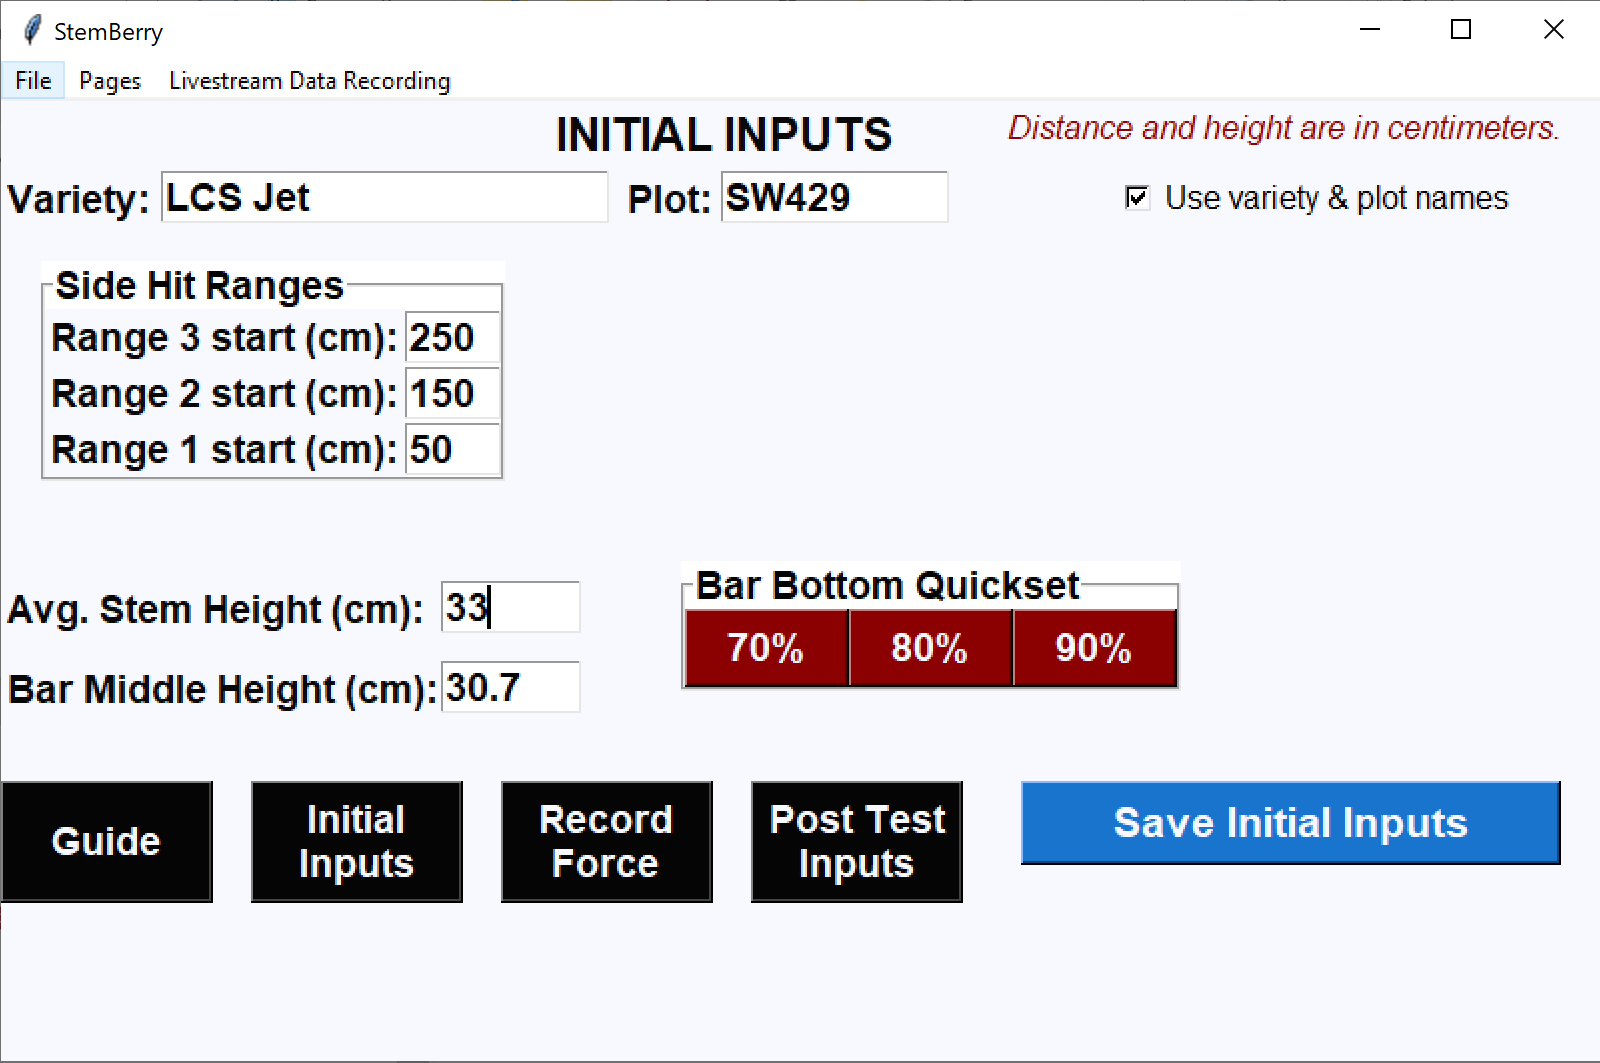 StemBerry
File Pages Livestream Data Recording
INITIAL INPUTS Distance and height are in centimeters.
Variety: LCS Jet Plot: SW429 Use variety & plot names
Side Hit Ranges
Range 3 start (cm): 250
Range 2 start (cm): 150
Range 1 start (cm): 50
Avg. Stem Height (cm): 33
Bar Middle Height (cm): 30.7
Bar Bottom Quickset
70% 80% 90%
Guide
Initial
Inputs
Record
Force
Post Test
Inputs
Save Initial Inputs